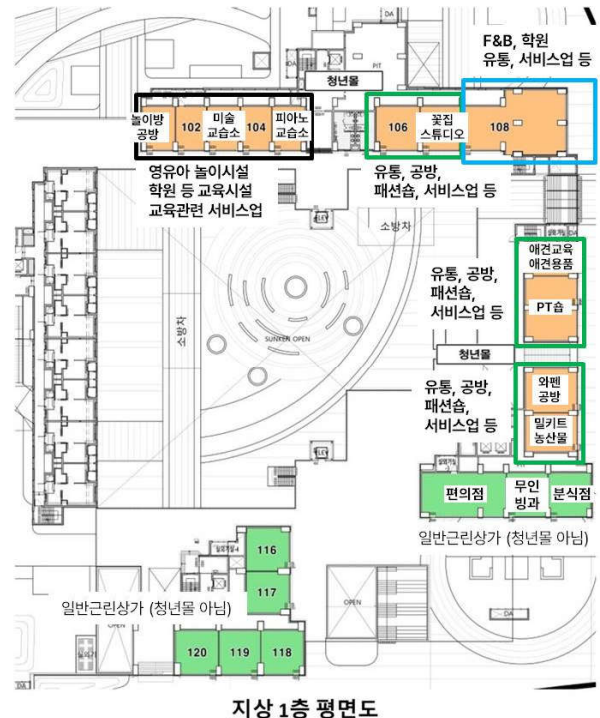 DA
F&B, 학원
유통, 서비스업 등
DA
PIT
청년몰
놀이방
공방
102
미술
교습소
104
피아노
교습소
106
꽃집
스튜디오
108
영유아 놀이시설
학원 등 교육시설
교육관련 서비스업
유통, 공방,
패션숍, 서비스업 등
ELEV
소방차
DA
애견교육
애견용품
유통, 공방,
패션숍,
서비스업 등
PT숍
소방차
SUNKEN OPEN
청년몰
유통, 공방,
패션숍,
서비스업 등
와펜
공방
밀키트
농산물
ELEV
편의점
무인
빙과
분식점
일반근린상가 (청년몰 아님)
116
117
일반근린상가 (청년몰 아님)
OPEN
OPEN
DA
120
119
118
지상 1층 평면도